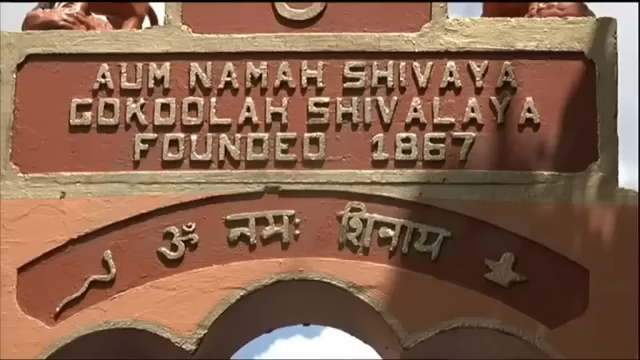 AUM NAMAH SHIVAYA
GOKOOLAH SHIVALAYA
FOUNDED 1867
ॐ नमः शिनाय